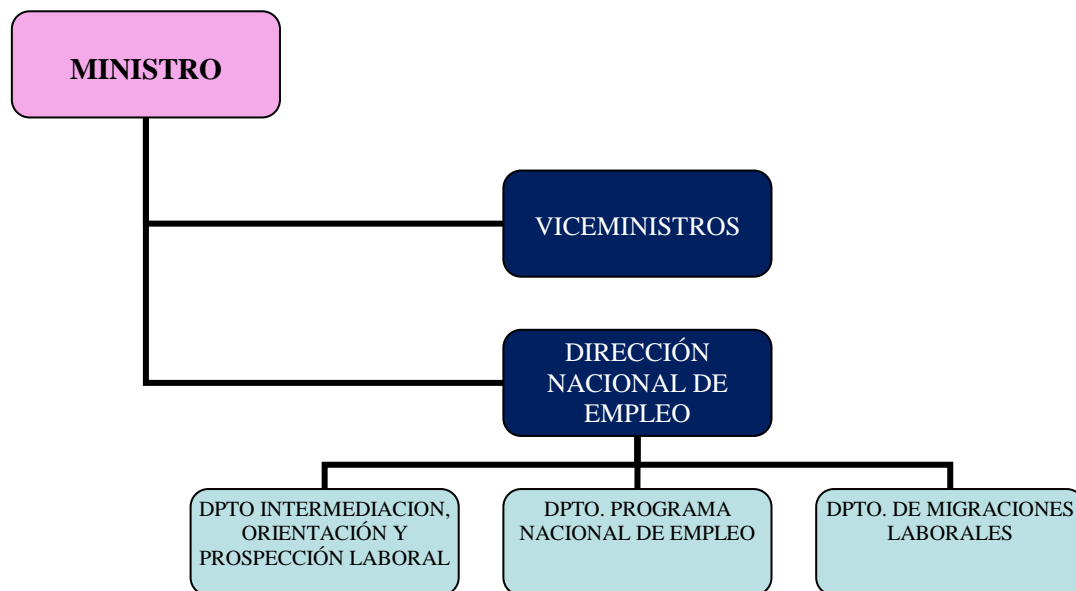 MINISTRO
VICEMINISTROS
DIRECCIÓN
NACIONAL DE
EMPLEO
DPTO INTERMEDIACION,
ORIENTACIÓN Y
PROSPECCIÓN LABORAL
DPTO. PROGRAMA
NACIONAL DE EMPLEO
DPTO. DE MIGRACIONES
LABORALES